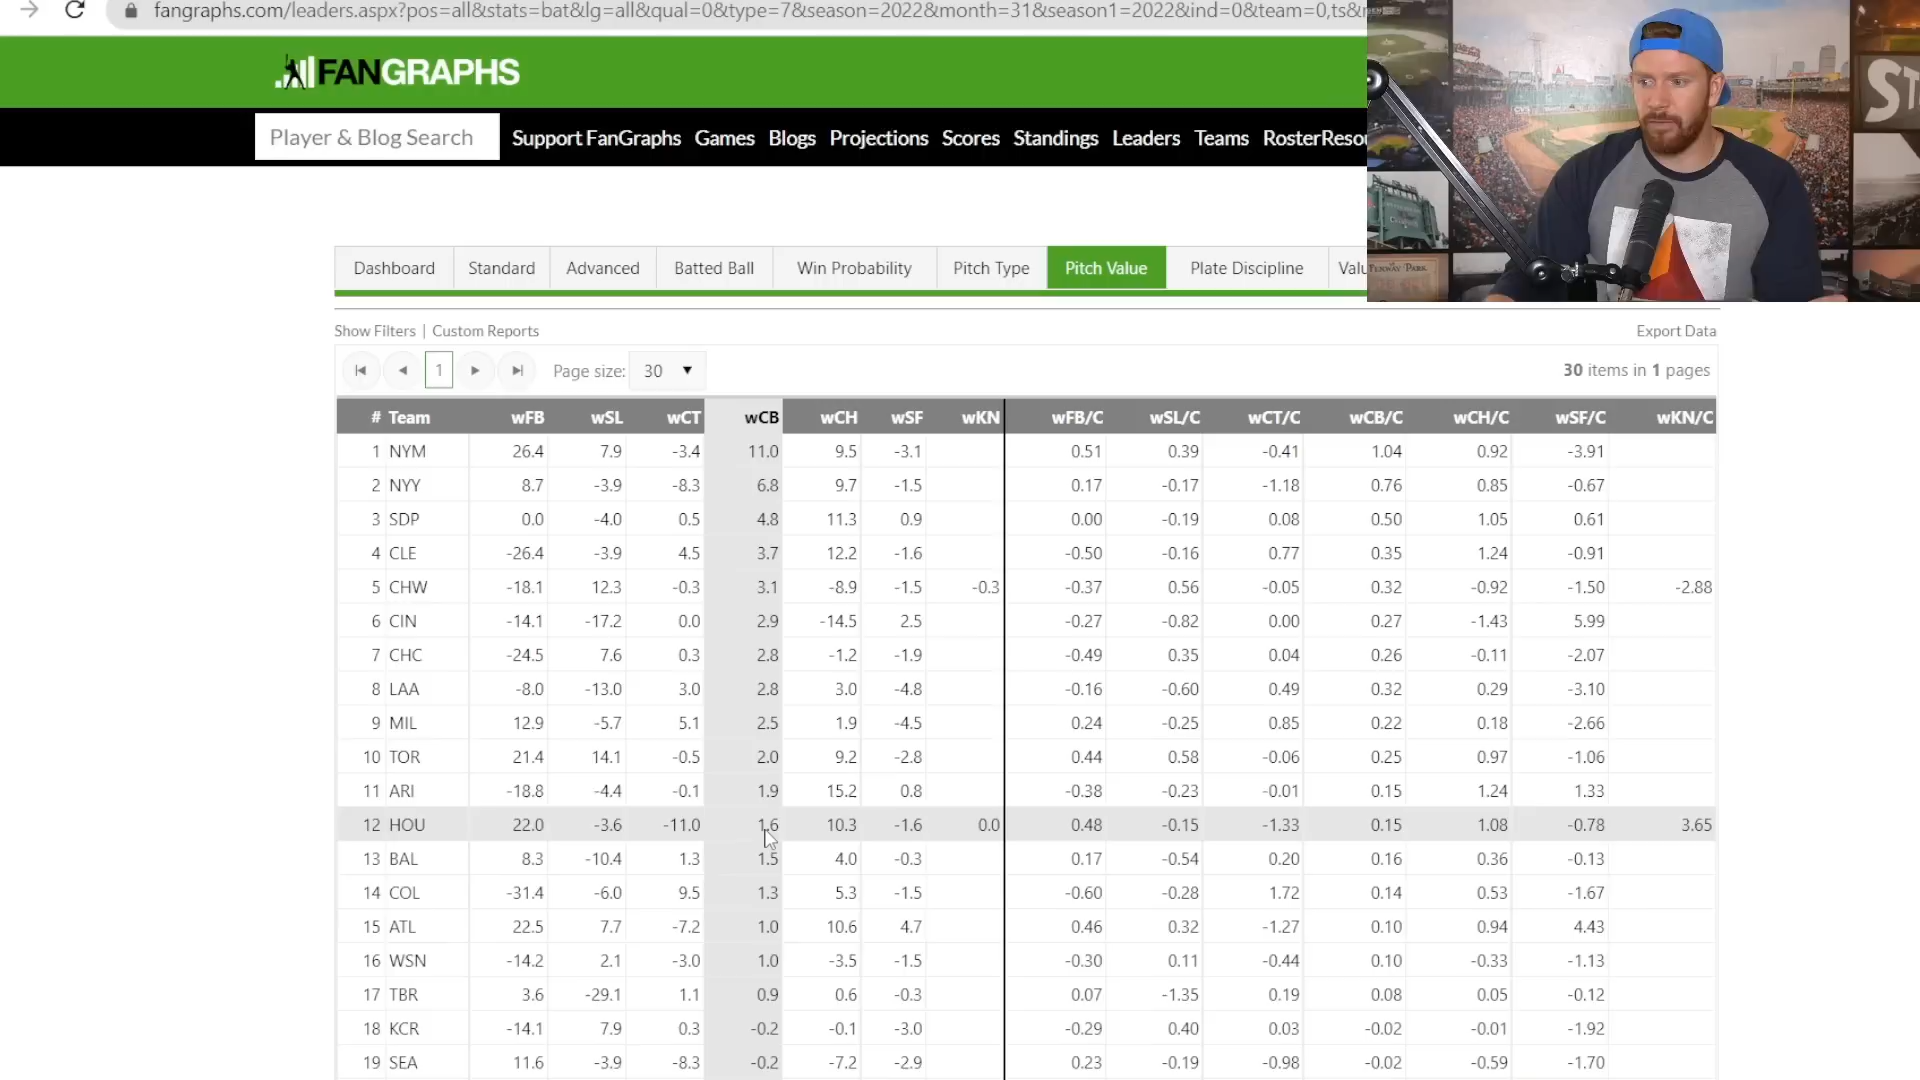 fangraphs.com/leaders.aspx?pos=all&stats=bat&lg=all&qual=0&type=7&season=2022&month=31&season1=2022&ind=0&team=0,ts&
FANGRAPHS
Player & Blog Search Support FanGraphs Games Blogs Projections Scores Standings Leaders Teams RosterResou
ST
FENWAY PARK
Dashboard Standard Advanced Batted Ball Win Probability Pitch Type Pitch Value Plate Discipline Valu
Show Filters | Custom Reports Export Data
1 Page size: 30 30 items in 1 pages
# Team wFB wSL wCT wCB wCH wSF wKN wFB/C wSL/C wCT/C wCB/C wCH/C wSF/C wKN/C
1 NYM 26.4 7.9 -3.4 11.0 9.5 -3.1 0.51 0.39 -0.41 1.04 0.92 -3.91
2 NYY 8.7 -3.9 -8.3 6.8 9.7 -1.5 0.17 -0.17 -1.18 0.76 0.85 -0.67
3 SDP 0.0 -4.0 0.5 4.8 11.3 0.9 0.00 -0.19 0.08 0.50 1.05 0.61
4 CLE -26.4 -3.9 4.5 3.7 12.2 -1.6 -0.50 -0.16 0.77 0.35 1.24 -0.91
5 CHW -18.1 12.3 -0.3 3.1 -8.9 -1.5 -0.3 -0.37 0.56 -0.05 0.32 -0.92 -1.50 -2.88
6 CIN -14.1 -17.2 0.0 2.9 -14.5 2.5 -0.27 -0.82 0.00 0.27 -1.43 5.99
7 CHC -24.5 7.6 0.3 2.8 -1.2 -1.9 -0.49 0.35 0.04 0.26 -0.11 -2.07
8 LAA -8.0 -13.0 3.0 2.8 3.0 -4.8 -0.16 -0.60 0.49 0.32 0.29 -3.10
9 MIL 12.9 -5.7 5.1 2.5 1.9 -4.5 0.24 -0.25 0.85 0.22 0.18 -2.66
10 TOR 21.4 14.1 -0.5 2.0 9.2 -2.8 0.44 0.58 -0.06 0.25 0.97 -1.06
11 ARI -18.8 -4.4 -0.1 1.9 15.2 0.8 -0.38 -0.23 -0.01 0.15 1.24 1.33
12 HOU 22.0 -3.6 -11.0 1.6 10.3 -1.6 0.0 0.48 -0.15 -1.33 0.15 1.08 -0.78 3.65
13 BAL 8.3 -10.4 1.3 1.5 4.0 -0.3 0.17 -0.54 0.20 0.16 0.36 -0.13
14 COL -31.4 -6.0 9.5 1.3 5.3 -1.5 -0.60 -0.28 1.72 0.14 0.53 -1.67
15 ATL 22.5 7.7 -7.2 1.0 10.6 4.7 0.46 0.32 -1.27 0.10 0.94 4.43
16 WSN -14.2 2.1 -3.0 1.0 -3.5 -1.5 -0.30 0.11 -0.44 0.10 -0.33 -1.13
17 TBR 3.6 -29.1 1.1 0.9 0.6 -0.3 0.07 -1.35 0.19 0.08 0.05 -0.12
18 KCR -14.1 7.9 0.3 -0.2 -0.1 -3.0 -0.29 0.40 0.03 -0.02 -0.01 -1.92
19 SEA 11.6 -3.9 -8.3 -0.2 -7.2 -2.9 0.23 -0.19 -0.98 -0.02 -0.59 -1.70